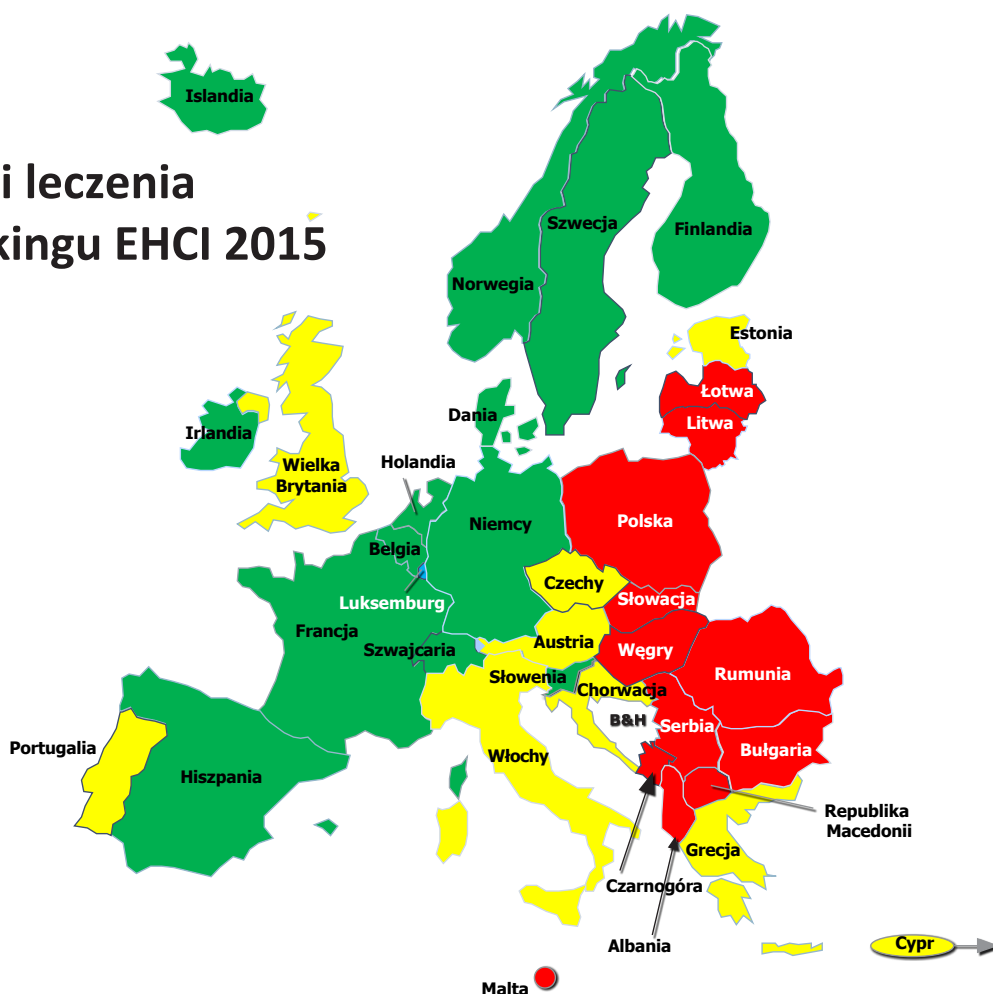 Islandia
i leczenia
kingu EHCI 2015
Szwecja
Finlandia
Norwegia
Estonia
Łotwa
Litwa
Dania
Irlandia
Holandia
Wielka
Brytania
Niemcy
Polska
Belgia
Czechy
Luksemburg
Słowacja
Francja
Austria
Szwajcaria
Węgry
Słowenia
Rumunia
Chorwacja
B&H
Serbia
Portugalia
Włochy
Bułgaria
Hiszpania
Republika
Macedonii
Grecja
Czarnogóra
Albania
Cypr
Malta